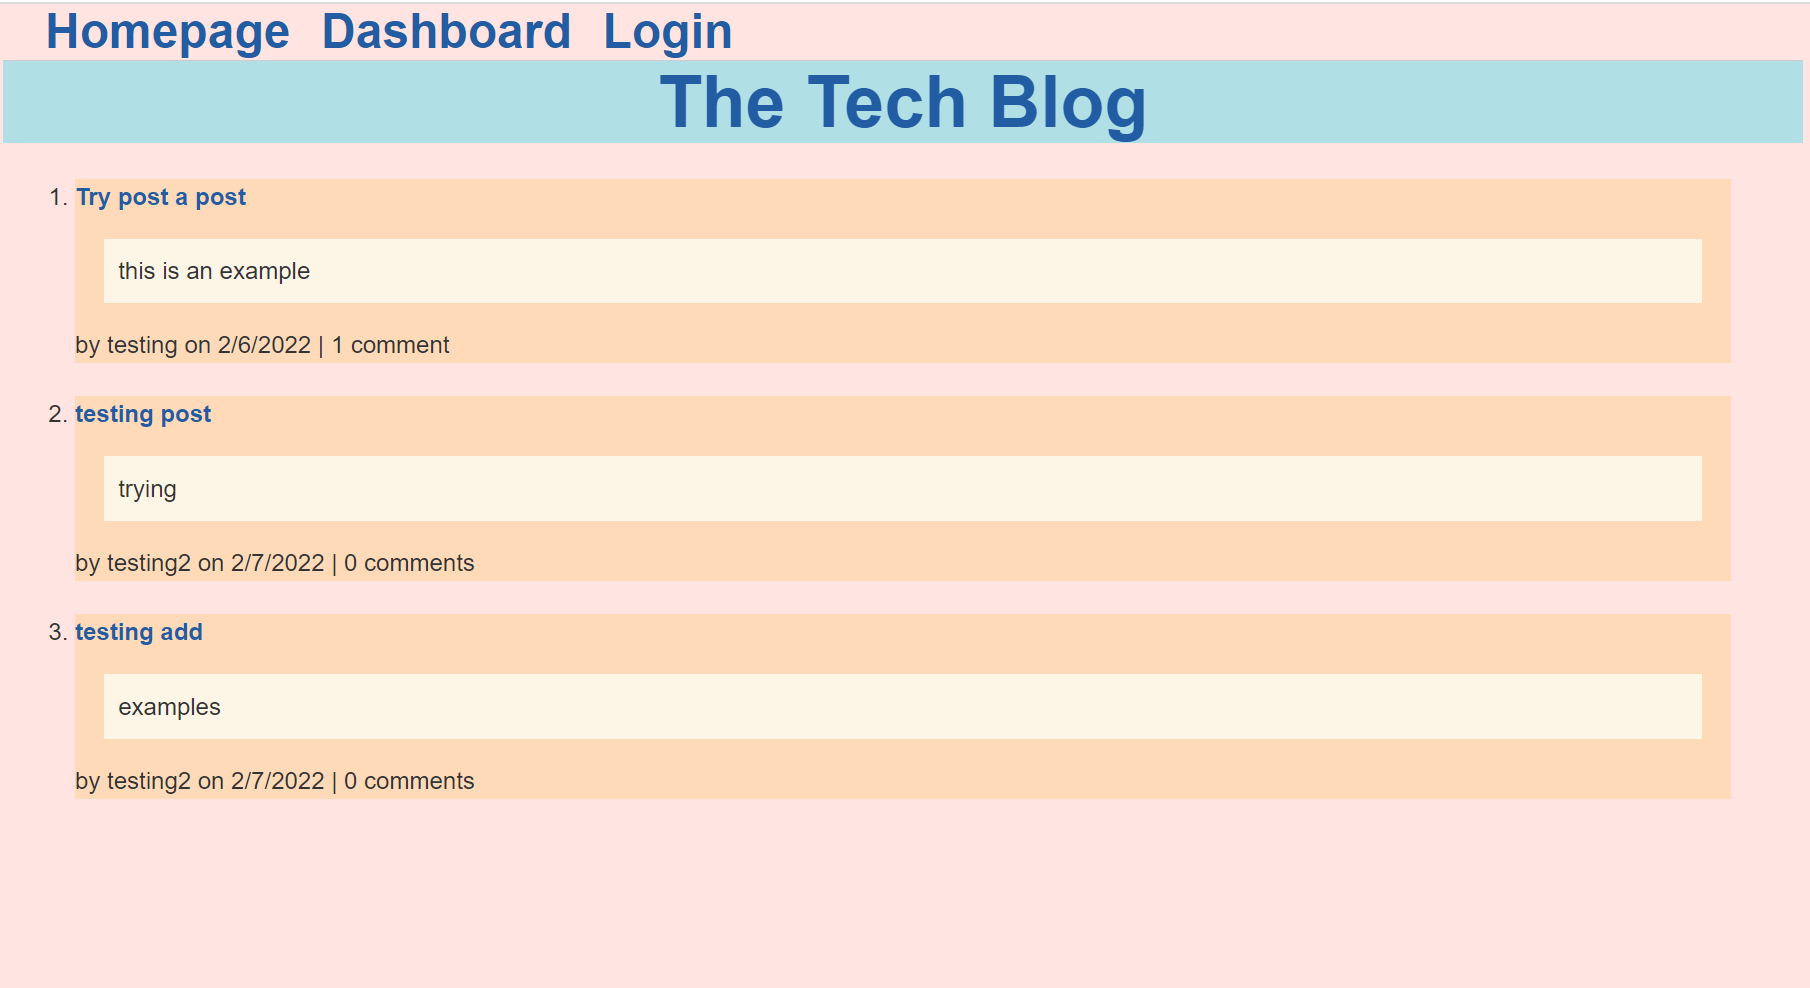 Homepage Dashboard Login
The Tech Blog
1. Try post a post
this is an example
by testing on 2/6/2022 | 1 comment
2. testing post
trying
by testing2 on 2/7/2022 | 0 comments
3. testing add
examples
by testing2 on 2/7/2022 | 0 comments